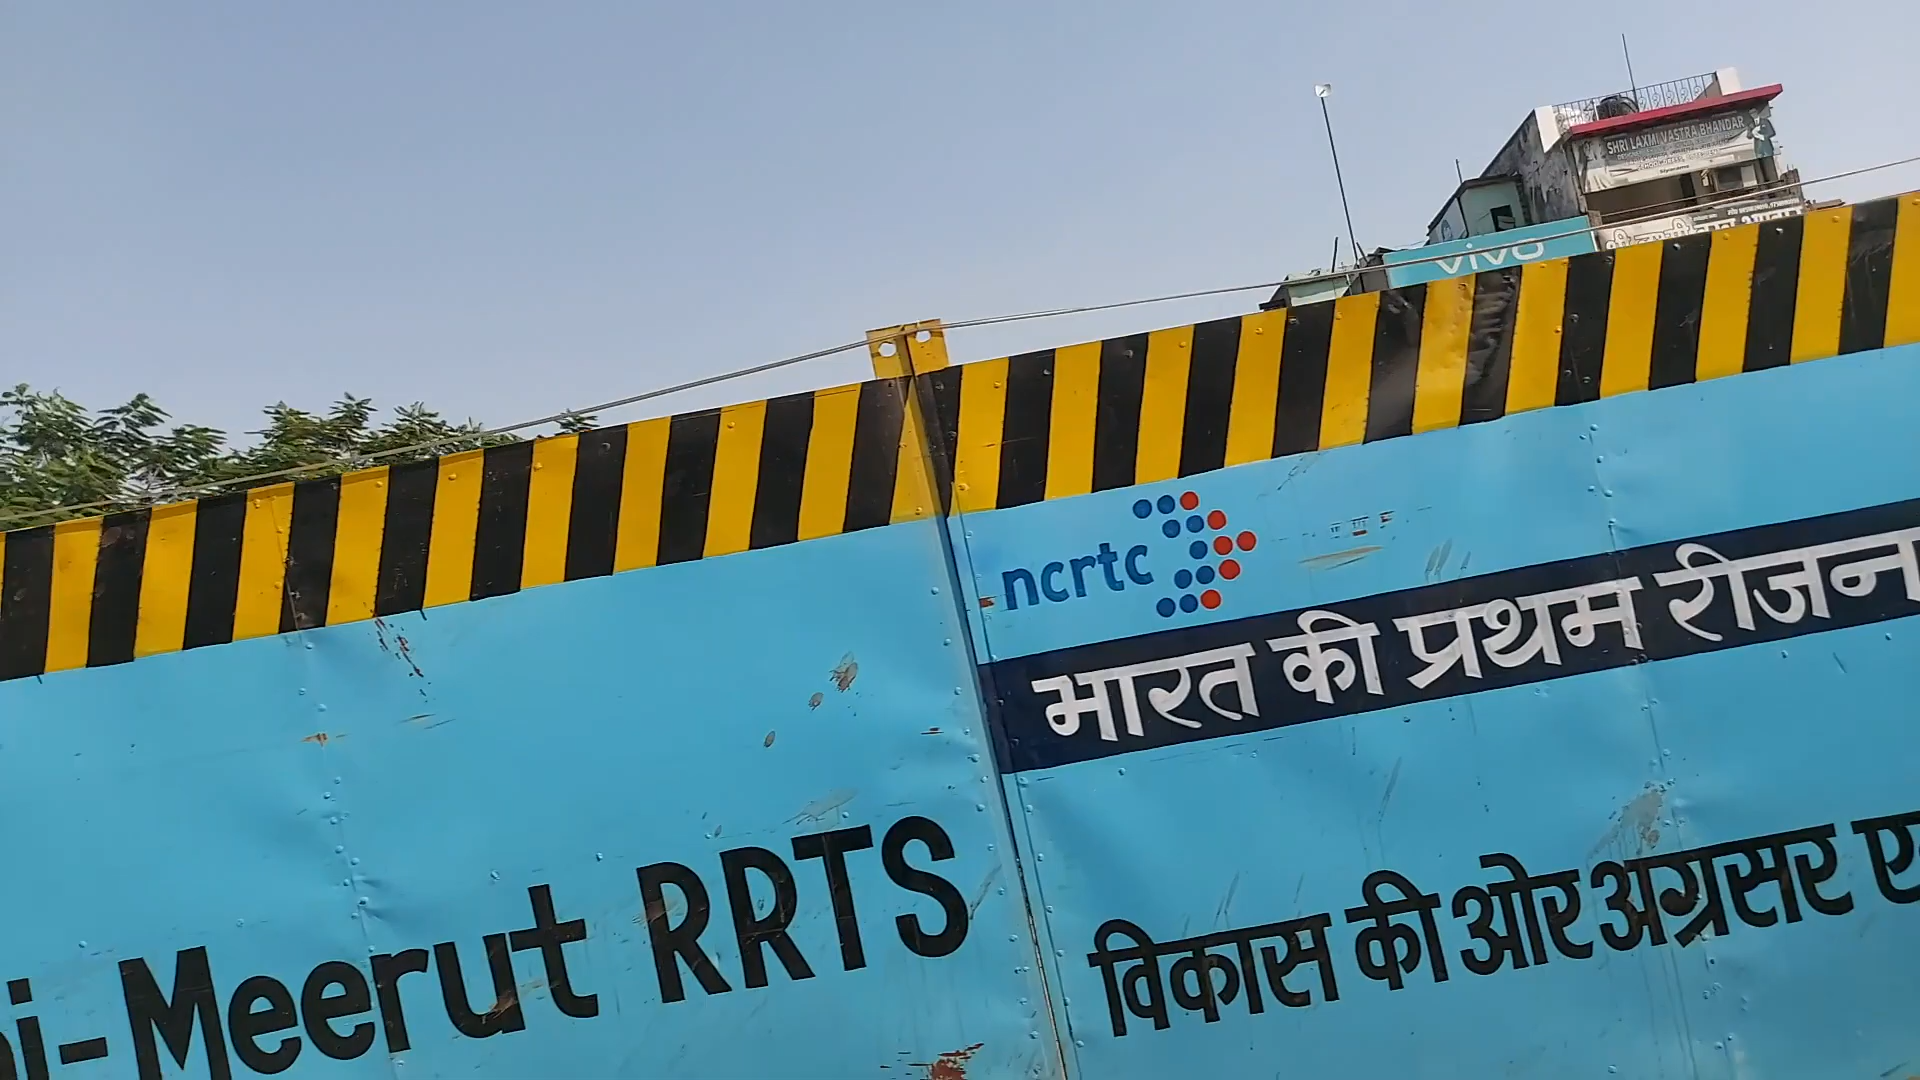 SHRI LAXMI VASTRA BHANDAR
vivo
ncrtc
भारत की प्रथम रीजन
i-Meerut RRTS
विकास की ओर अग्रसर ए